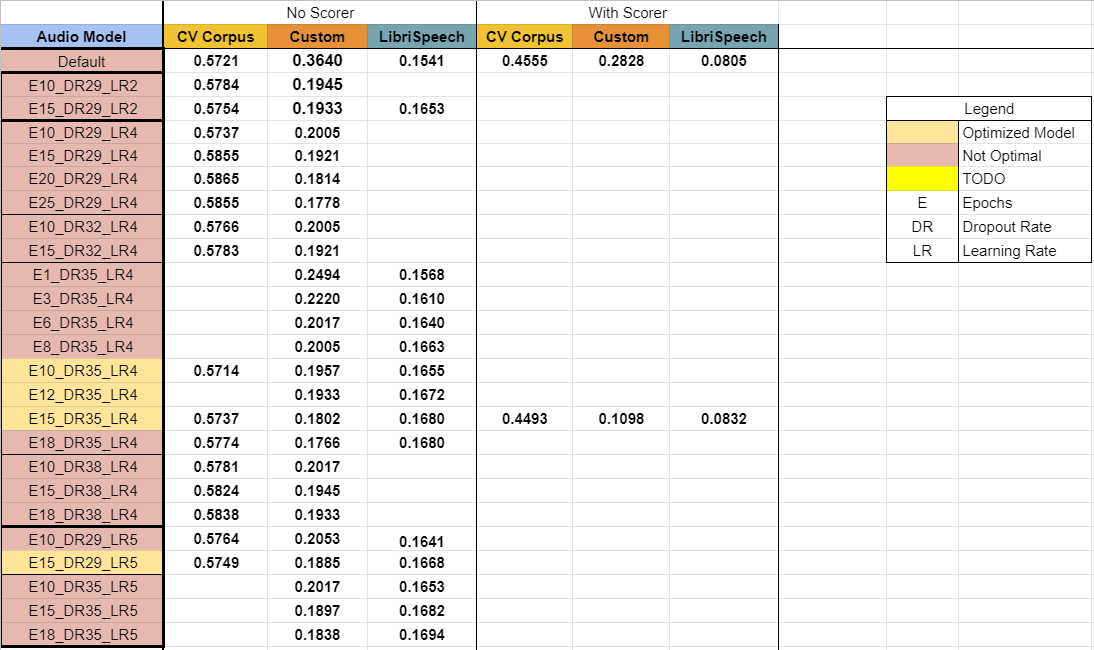 No Scorer With Scorer
Audio Model CV Corpus Custom LibriSpeech CV Corpus Custom LibriSpeech
Default 0.5721 0.3640 0.1541 0.4555 0.2828 0.0805
E10_DR29_LR2 0.5784 0.1945
E15_DR29_LR2 0.5754 0.1933 0.1653 Legend
E10_DR29_LR4 0.5737 0.2005 Optimized Model
E15_DR29_LR4 0.5855 0.1921 Not Optimal
E20_DR29_LR4 0.5865 0.1814 TODO
E25_DR29_LR4 0.5855 0.1778 E Epochs
E10_DR32_LR4 0.5766 0.2005 DR Dropout Rate
E15_DR32_LR4 0.5783 0.1921 LR Learning Rate
E1_DR35_LR4 0.2494 0.1568
E3_DR35_LR4 0.2220 0.1610
E6_DR35_LR4 0.2017 0.1640
E8_DR35_LR4 0.2005 0.1663
E10_DR35_LR4 0.5714 0.1957 0.1655
E12_DR35_LR4 0.1933 0.1672
E15_DR35_LR4 0.5737 0.1802 0.1680 0.4493 0.1098 0.0832
E18_DR35_LR4 0.5774 0.1766 0.1680
E10_DR38_LR4 0.5781 0.2017
E15_DR38_LR4 0.5824 0.1945
E18_DR38_LR4 0.5838 0.1933
E10_DR29_LR5 0.5764 0.2053 0.1641
E15_DR29_LR5 0.5749 0.1885 0.1668
E10_DR35_LR5 0.2017 0.1653
E15_DR35_LR5 0.1897 0.1682
E18_DR35_LR5 0.1838 0.1694